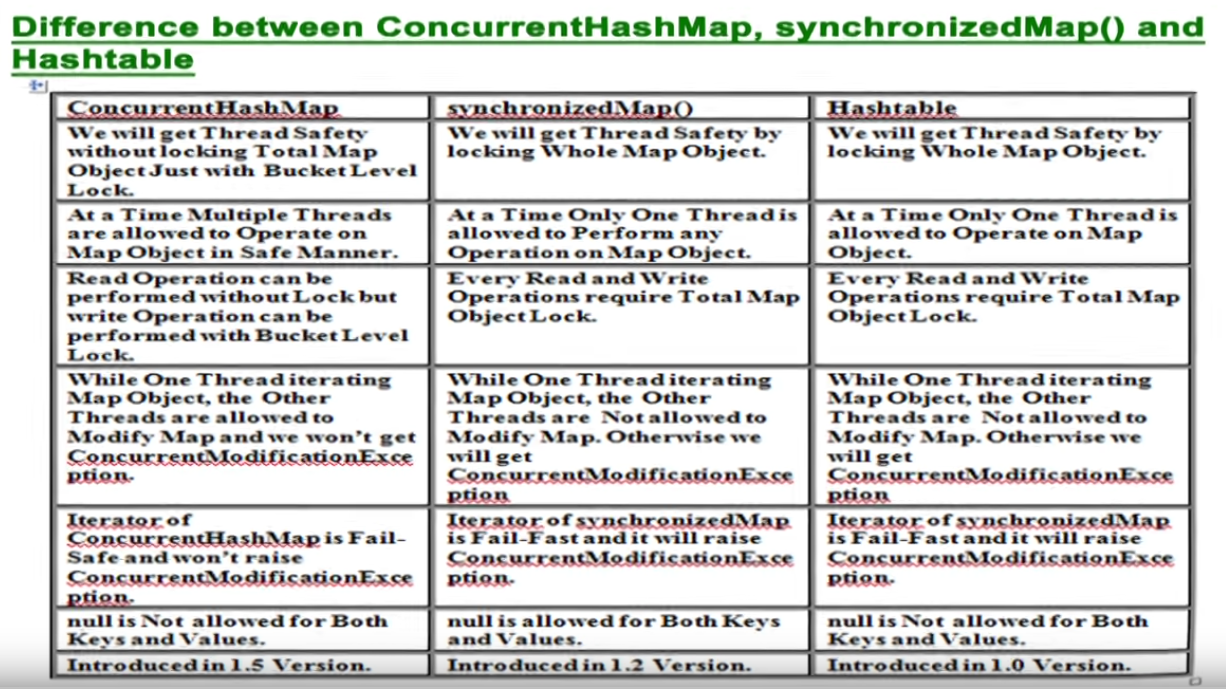 Difference between ConcurrentHashMap, synchronizedMap() and
Hashtable
ConcurrentHashMap
synchronizedMap()
Hashtable
We will get Thread Safety
without locking Total Map
Object Just with Bucket Level
Lock.
We will get Thread Safety by
locking Whole Map Object.
We will get Thread Safety by
locking Whole Map Object.
At a Time Multiple Threads
are allowed to Operate on
Map Object in Safe Manner.
At a Time Only One Thread is
allowed to Perform any
Operation on Map Object.
At a Time Only One Thread is
allowed to Operate on Map
Object.
Read Operation can be
performed without Lock but
write Operation can be
performed with Bucket Level
Lock.
Every Read and Write
Operations require Total Map
Object Lock.
Every Read and Write
Operations require Total Map
Object Lock.
While One Thread iterating
Map Object, the Other
Threads are allowed to
Modify Map and we won't get
ConcurrentModificationExce
ption.
While One Thread iterating
Map Object, the Other
Threads are Not allowed to
Modify Map. Otherwise we
will get
ConcurrentModificationExce
ption
While One Thread iterating
Map Object, the Other
Threads are Not allowed to
Modify Map. Otherwise we
will get
ConcurrentModificationExce
ption
Iterator of
ConcurrentHashMap is Fail-
Safe and won't raise
ConcurrentModificationExce
ption.
Iterator of synchronizedMap
is Fail-Fast and it will raise
ConcurrentModificationExce
ption.
Iterator of synchronizedMap
is Fail-Fast and it will raise
ConcurrentModificationExce
ption.
null is Not allowed for Both
Keys and Values.
null is allowed for Both Keys
and Values.
null is Not allowed for Both
Keys and Values.
Introduced in 1.5 Version.
Introduced in 1.2 Version.
Introduced in 1.0 Version.